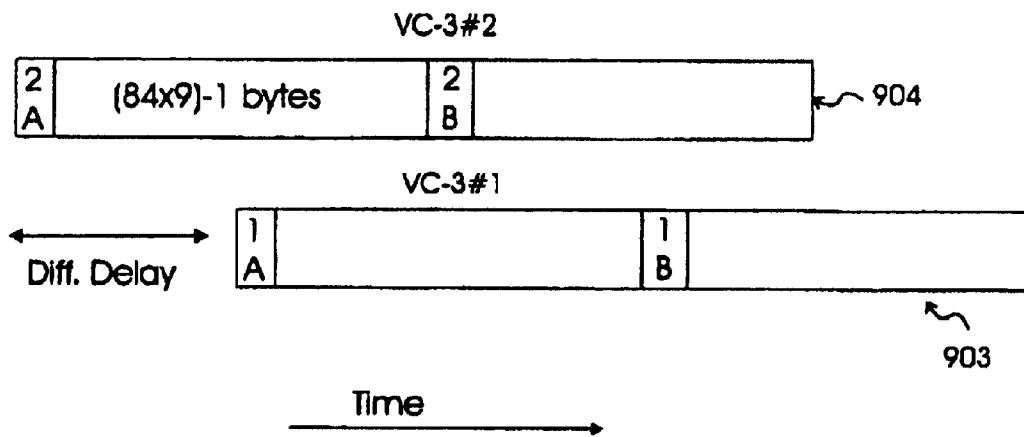 VC-3#2
2 A
(84x9)-1 bytes
2 B
904
VC-3#1
1 A
1 B
Diff. Delay
903
Time